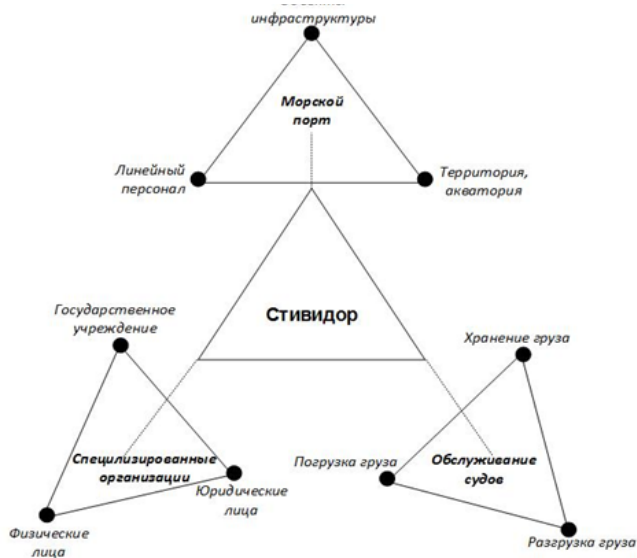 инфраструктуры
Морской
порт
Линейный
персонал
Территория,
акватория
Стивидор
Государственное
учреждение
Хранение груза
Специлизированные
организации
Погрузка груза
Обслуживание
судов
Юридические
лица
Физические
лица
Разгрузка груза